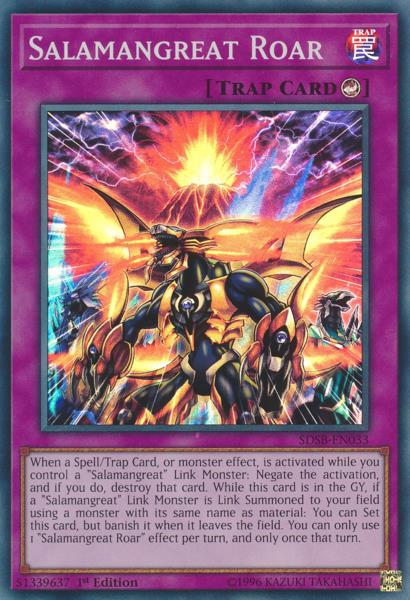 SALAMANGREAT ROAR
TRAP
罠
[TRAP CARD]
SDSB-EN033
When a Spell/Trap Card, or monster effect, is activated while you
control a "Salamangreat" Link Monster: Negate the activation,
and if you do, destroy that card. While this card is in the GY, if
a "Salamangreat" Link Monster is Link Summoned to your field
using a monster with its same name as material: You can Set
this card, but banish it when it leaves the field. You can only use
1 "Salamangreat Roar" effect per turn, and only once that turn.
51339637
1st Edition
©1996 KAZUKI TAKAHASHI